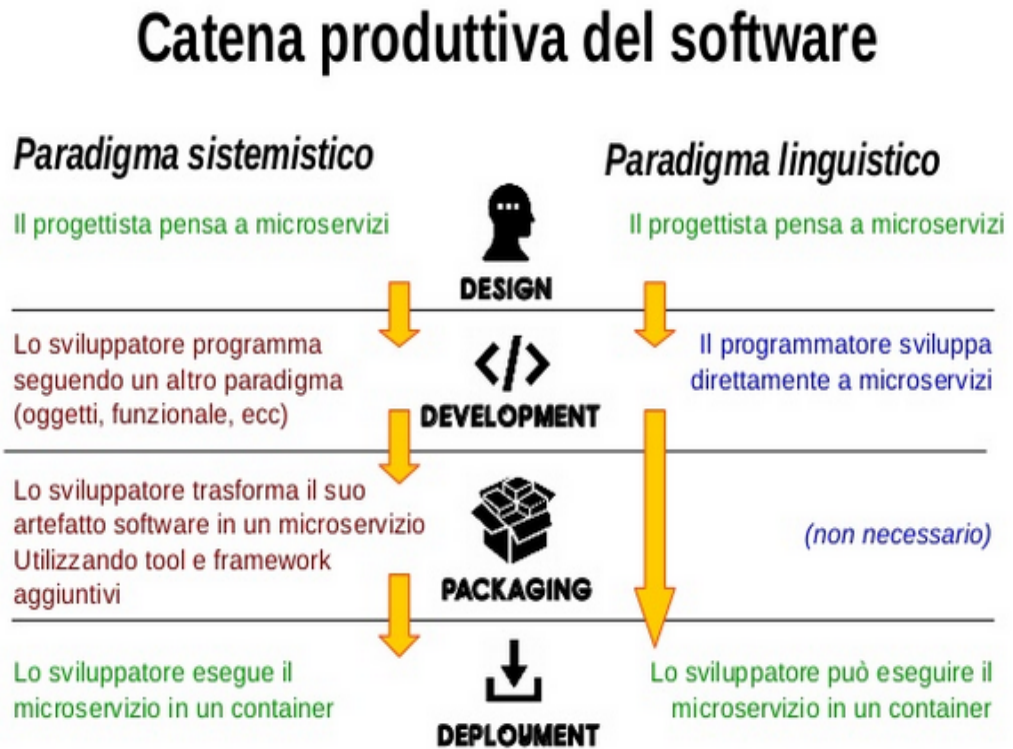 Catena produttiva del software
Paradigma sistemistico
Paradigma linguistico
Il progettista pensa a microservizi
Il progettista pensa a microservizi
DESIGN
Lo sviluppatore programma
seguendo un altro paradigma
(oggetti, funzionale, ecc)
DEVELOPMENT
Il programmatore sviluppa
direttamente a microservizi
Lo sviluppatore trasforma il suo
artefatto software in un microservizio
Utilizzando tool e framework
aggiuntivi
PACKAGING
(non necessario)
Lo sviluppatore esegue il
microservizio in un container
DEPLOUMENT
Lo sviluppatore può eseguire il
microservizio in un container